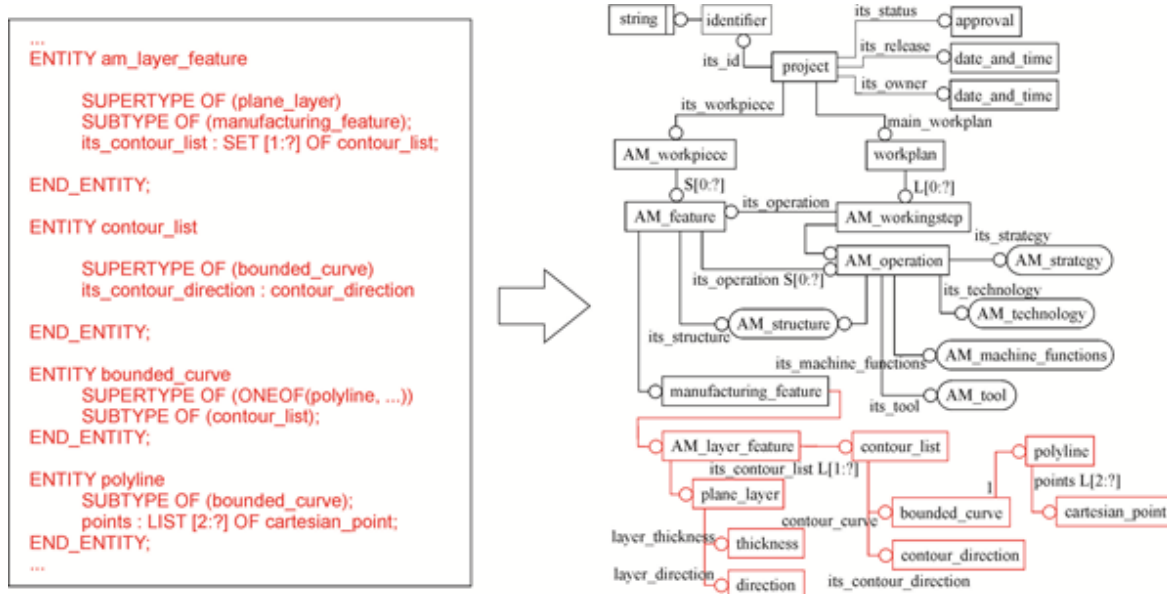 ...
ENTITY am_layer_feature
SUPERTYPE OF (plane_layer)
SUBTYPE OF (manufacturing_feature);
its_contour_list : SET [1:?] OF contour_list;
END_ENTITY;
ENTITY contour_list
SUPERTYPE OF (bounded_curve)
its_contour_direction : contour_direction
END_ENTITY;
ENTITY bounded_curve
SUPERTYPE OF (ONEOF(polyline, ...))
SUBTYPE OF (contour_list);
END_ENTITY;
ENTITY polyline
SUBTYPE OF (bounded_curve);
points : LIST [2:?] OF cartesian_point;
END_ENTITY;
...
string
identifier
its_status
approval
its_id
project
its_release
date_and_time
its_owner
date_and_time
its_workpiece
main_workplan
AM_workpiece
workplan
S[0:?]
L[0:?]
AM_feature
its_operation
AM_workingstep
its_strategy
AM_operation
AM_strategy
its_operation S[0:?]
its_technology
AM_technology
its_structure
AM_structure
its_machine_functions
AM_machine_functions
manufacturing_feature
its_tool
AM_tool
AM_layer_feature
contour_list
polyline
its_contour_list L[1:?]
points L[2:?]
plane_layer
1
contour_curve
bounded_curve
cartesian_point
layer_thickness
thickness
contour_direction
layer_direction
direction
its_contour_direction